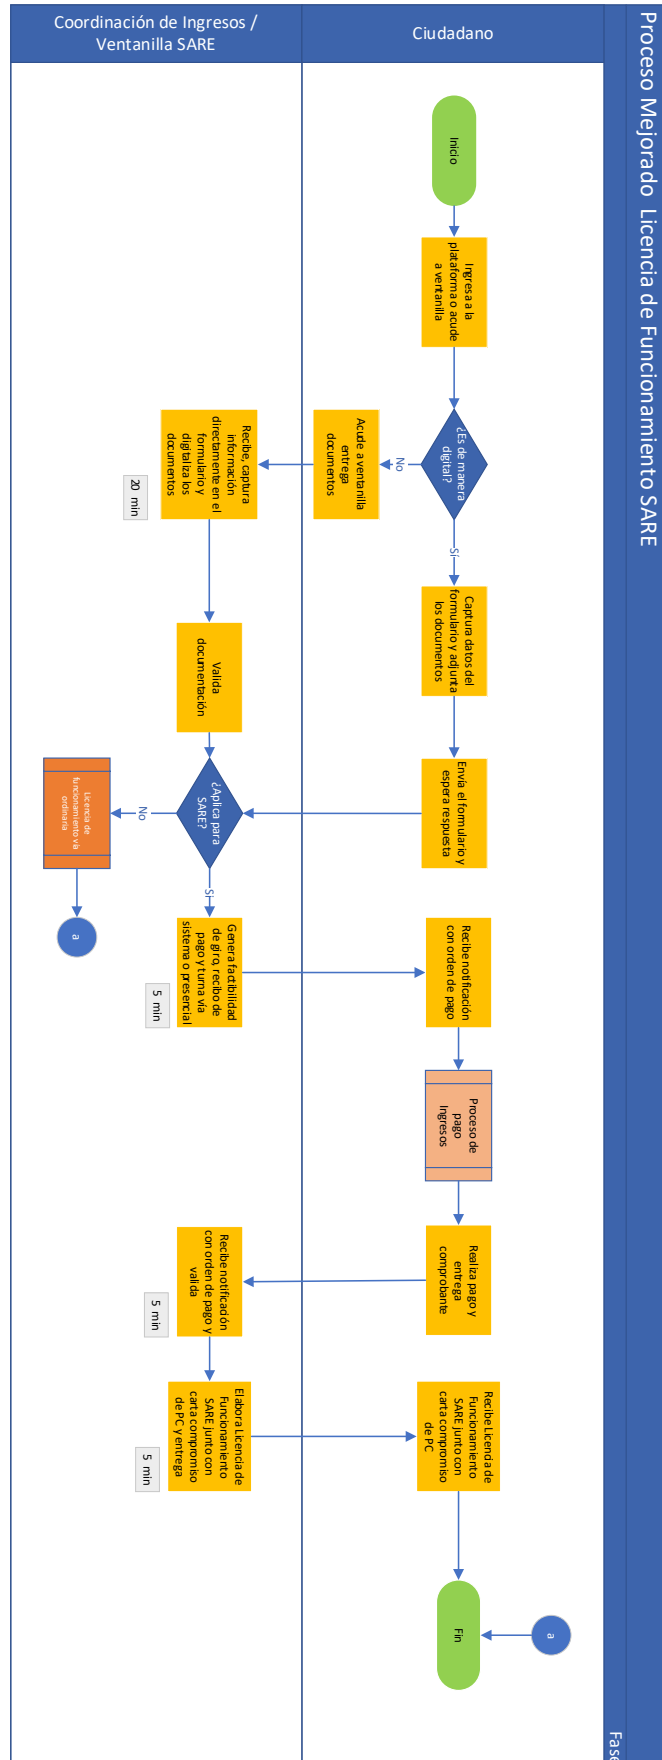 Proceso Mejorado Licencia de Funcionamiento SARE
Fase
Ciudadano
Coordinación de Ingresos /
Ventanilla SARE
Inicio
Ingresa a la
plataforma o acude
a ventanilla
¿Es de manera
digital?
No
Sí
Acude a ventanilla
entrega
documentos
Recibe, captura
información
directamente en el
formulario y
digitaliza los
documentos
20 min
Captura datos del
formulario y adjunta
los documentos
Valida
documentación
Envía el formulario y
espera respuesta
¿Aplica para
SARE?
No
Si
Licencia de
funcionamiento vía
ordinaria
a
Genera factibilidad
de giro, recibo de
pago y turna vía
sistema o presencial
5 min
Recibe notificación
con orden de pago
Proceso de
pago
Ingresos
Realiza pago y
entrega
comprobante
Recibe notificación
con orden de pago y
valida
5 min
Elabora Licencia de
Funcionamiento
SARE junto con
carta compromiso
de PC y entrega
5 min
Recibe Licencia de
Funcionamiento
SARE junto con
carta compromiso
de PC
a
Fin